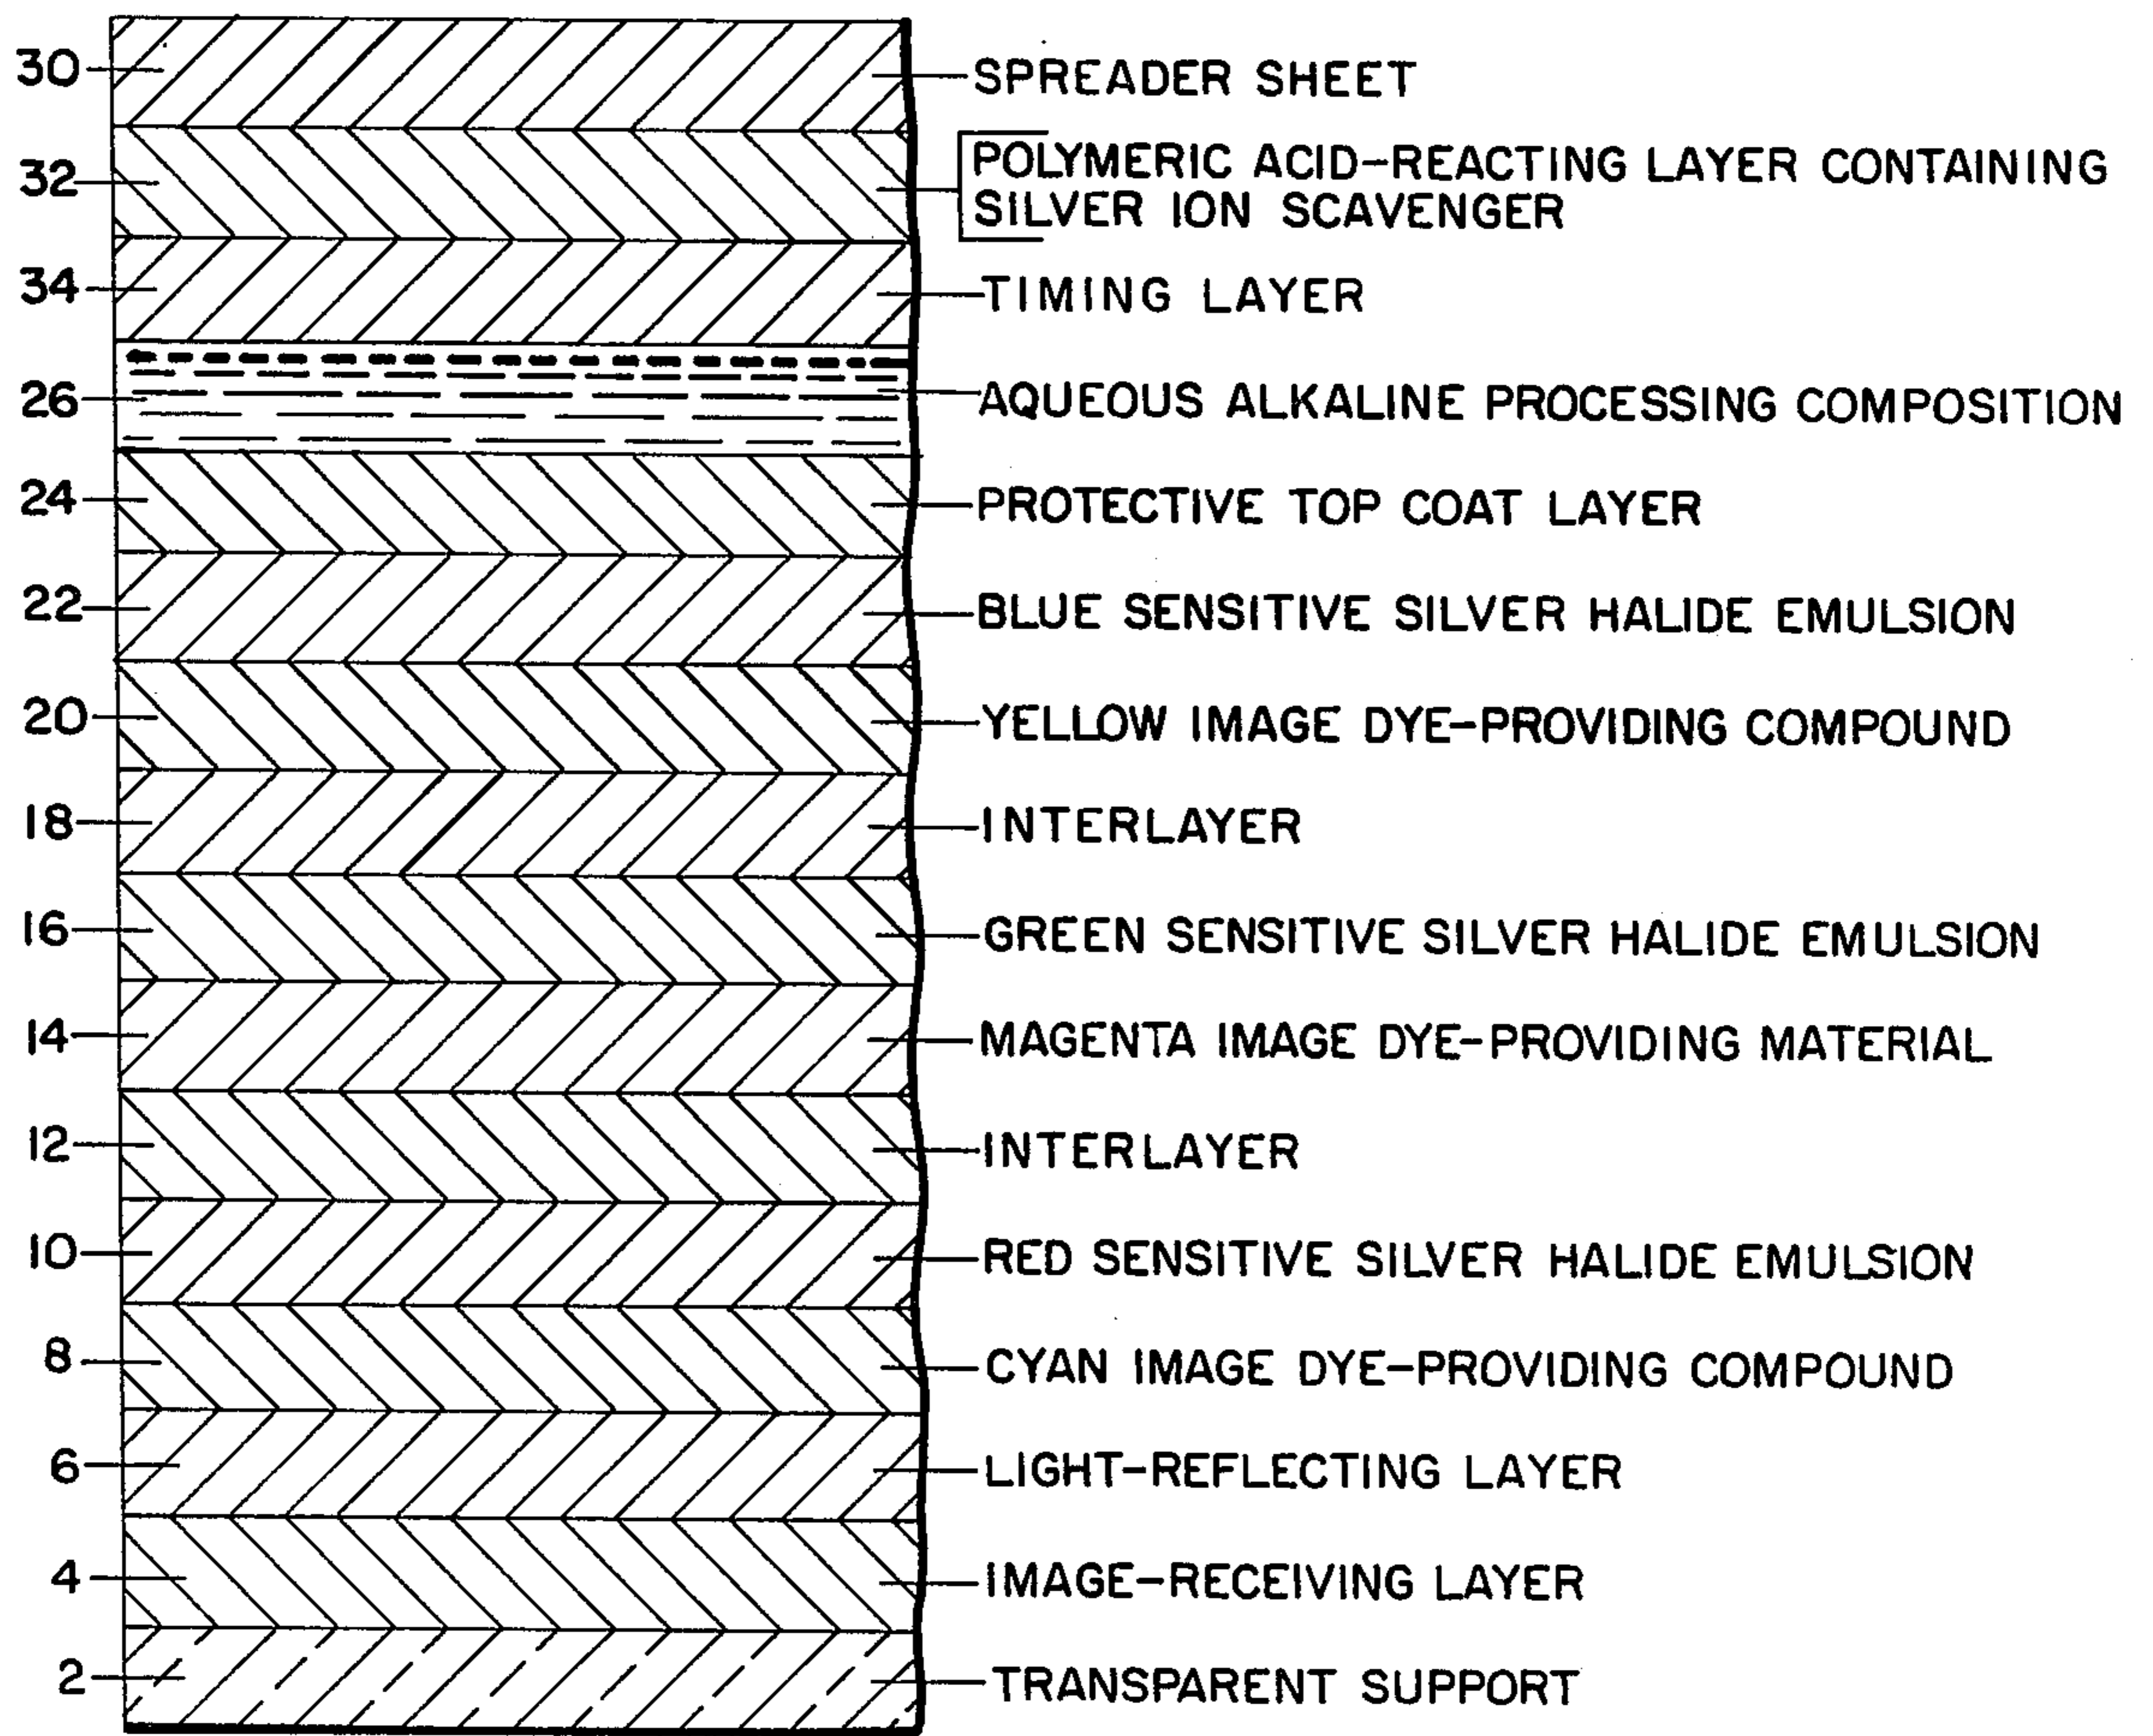 30 SPREADER SHEET
32 POLYMERIC ACID-REACTING LAYER CONTAINING
SILVER ION SCAVENGER
34 TIMING LAYER
26 AQUEOUS ALKALINE PROCESSING COMPOSITION
24 PROTECTIVE TOP COAT LAYER
22 BLUE SENSITIVE SILVER HALIDE EMULSION
20 YELLOW IMAGE DYE-PROVIDING COMPOUND
18 INTERLAYER
16 GREEN SENSITIVE SILVER HALIDE EMULSION
14 MAGENTA IMAGE DYE-PROVIDING MATERIAL
12 INTERLAYER
10 RED SENSITIVE SILVER HALIDE EMULSION
8 CYAN IMAGE DYE-PROVIDING COMPOUND
6 LIGHT-REFLECTING LAYER
4 IMAGE-RECEIVING LAYER
2 TRANSPARENT SUPPORT